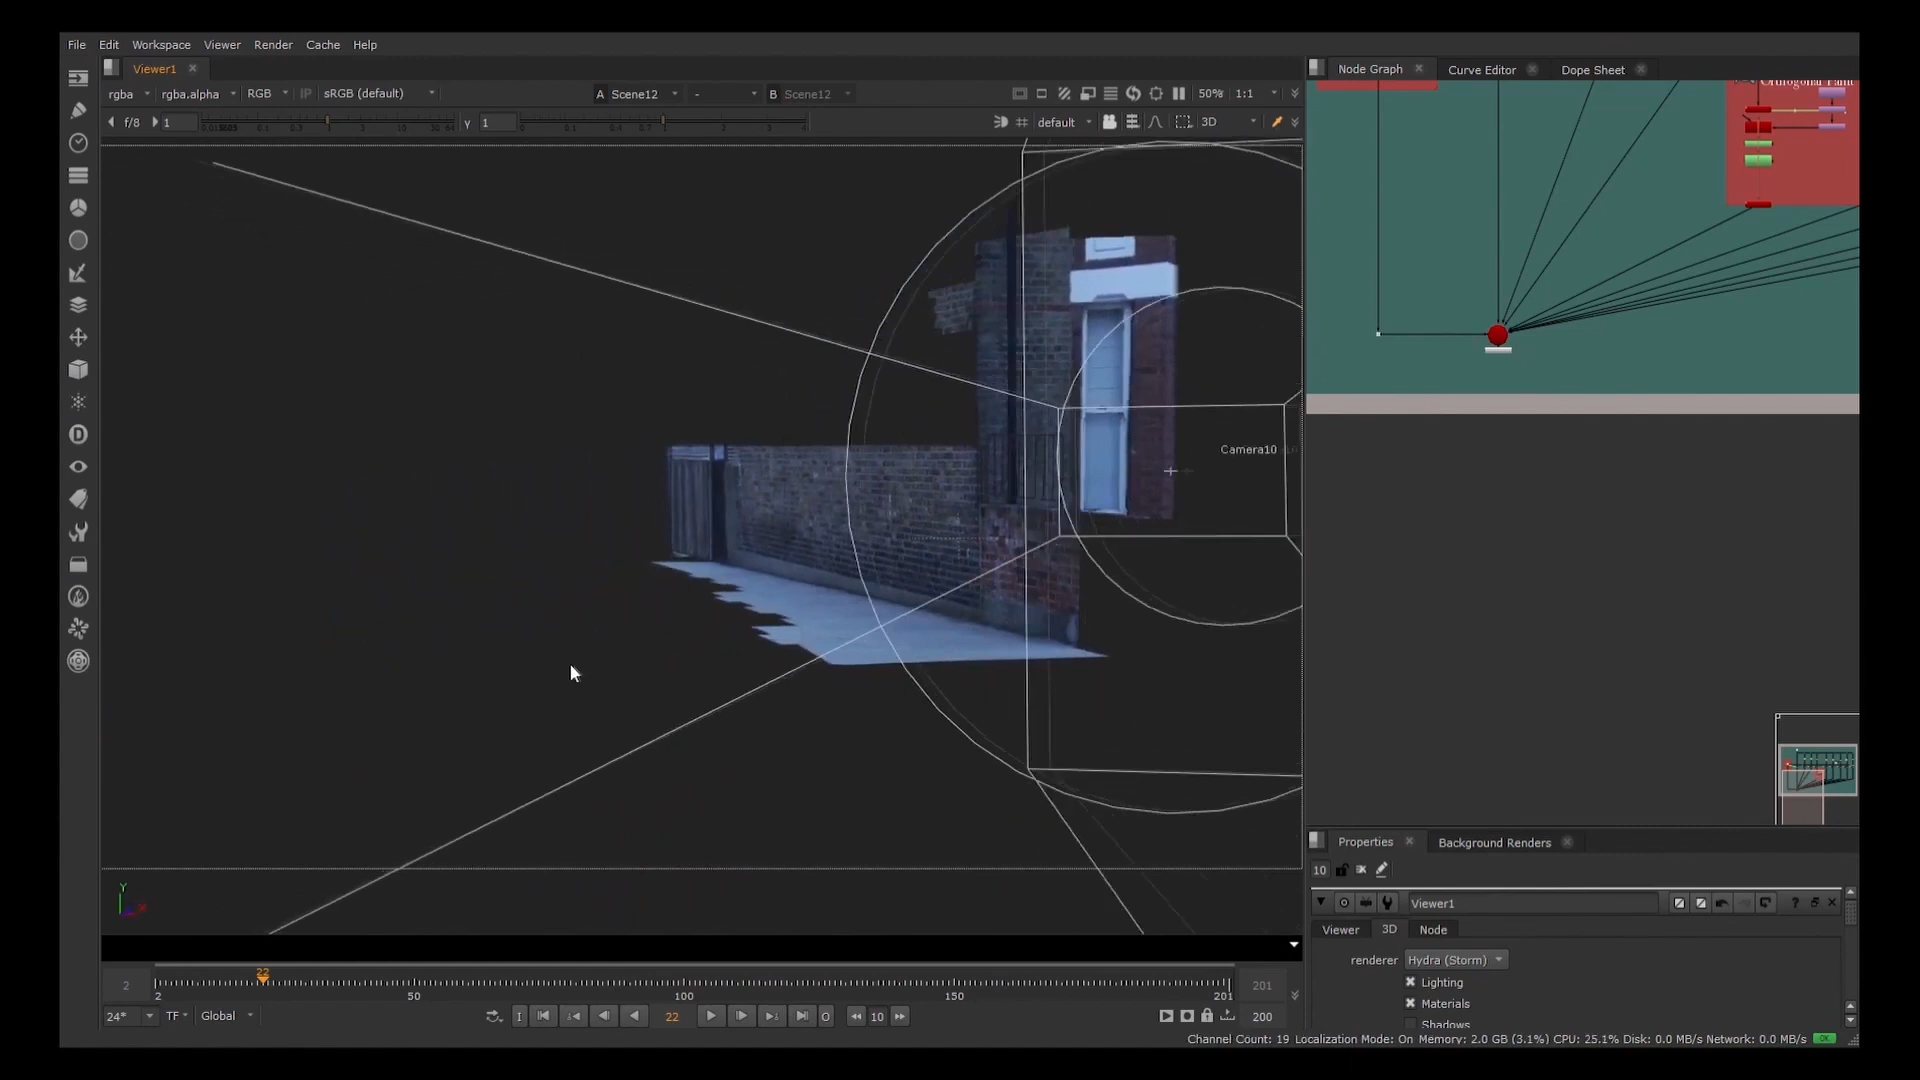 File Edit Workspace Viewer Render Cache Help
Viewer1
Node Graph Curve Editor Dope Sheet
rgba rgba.alpha RGB IP sRGB (default) A Scene12 - B Scene12 50% 1:1
f/8 1 Y 1 default 3D
Orthogonal Paint
Camera10
Y
Properties Background Renders
10
Viewer1
Viewer 3D Node
renderer Hydra (Storm)
Lighting
Materials
Shadows
2 22 201
2 50 100 150 201
24* TF Global I 22 O 10 200
Channel Count: 19 Localization Mode: On Memory: 2.0 GB (3.1%) CPU: 25.1% Disk: 0.0 MB/s Network: 0.0 MB/s